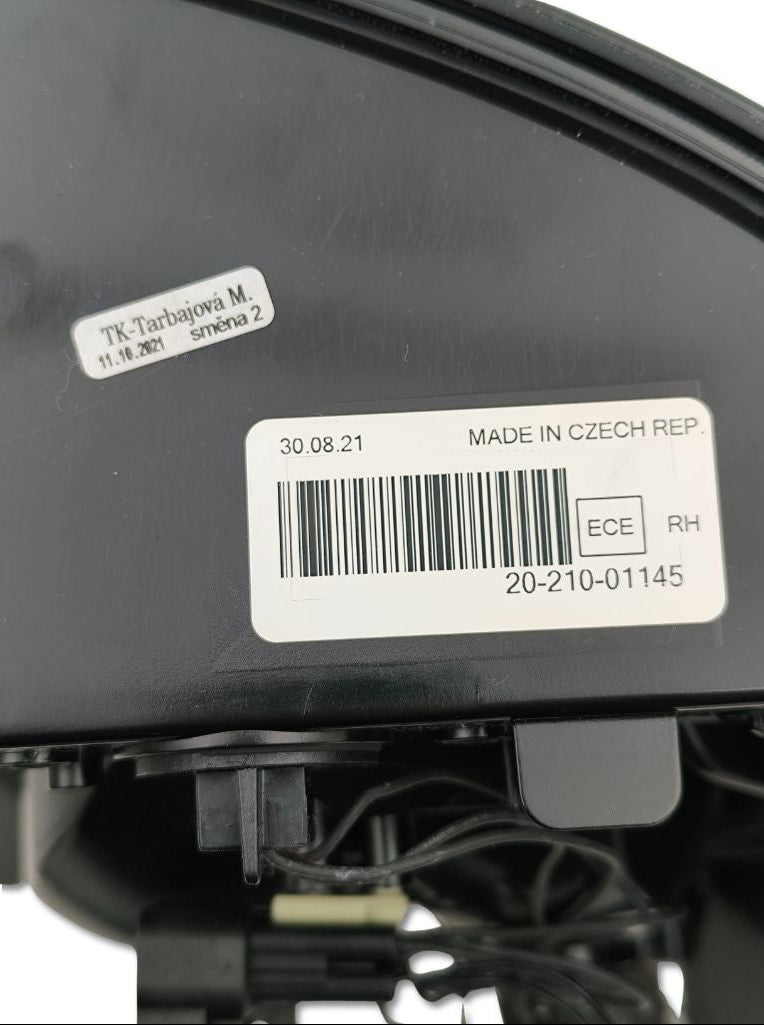 TK-Tarbajová M.
11.10.2021 směna 2
30.08.21 MADE IN CZECH REP.
ECE RH
20-210-01145